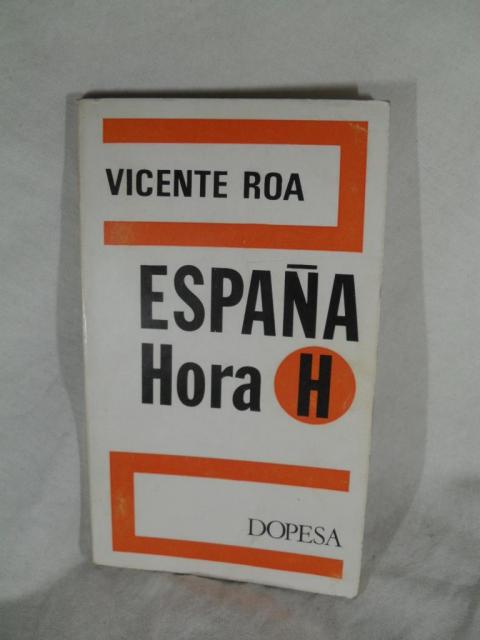 VICENTE ROA
ESPAÑA
Hora H
DOPESA